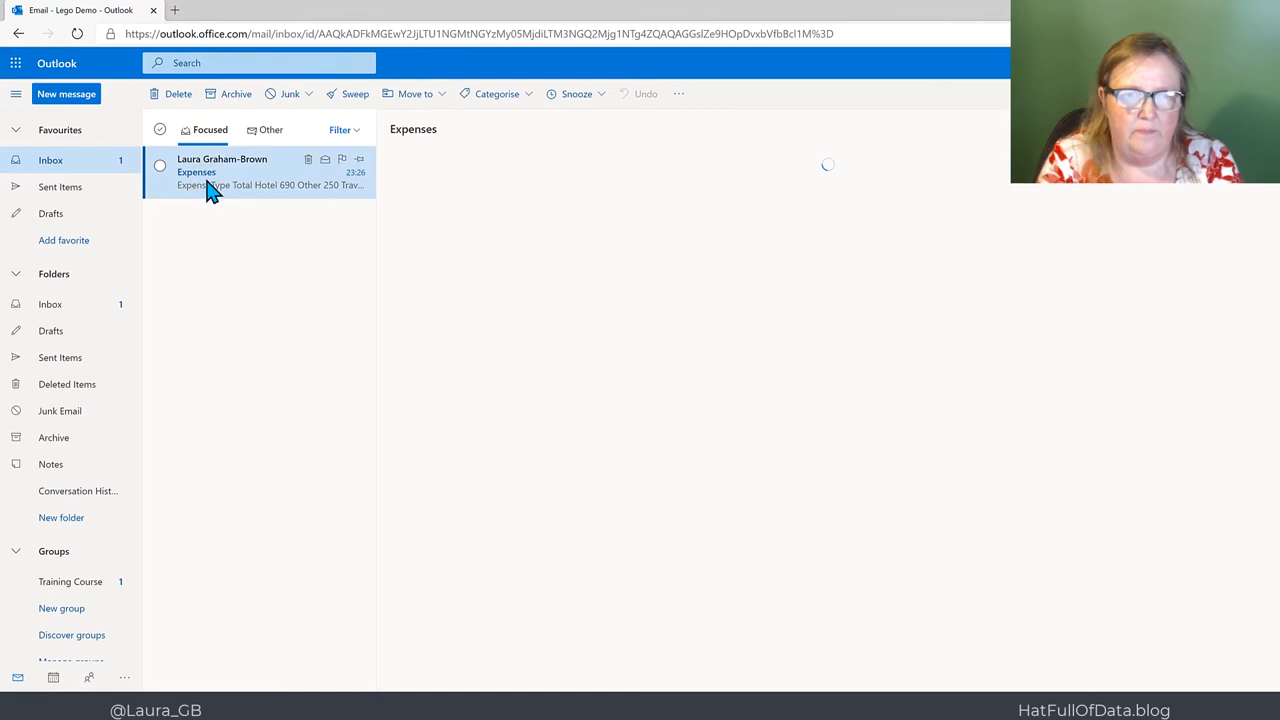 Email - Lego Demo - Outlook
https://outlook.office.com/mail/inbox/id/AAQkADFkMGEwY2JjLTU1NGMtNGYzMy05MjdiLTM3NGQ2Mjg1NTg4ZQAQAGGslZe9HOpDvxbVfbBcl1M%3D
Outlook
Search
New message
Delete
Archive
Junk
Sweep
Move to
Categorise
Snooze
Undo
Favourites
Inbox 1
Sent Items
Drafts
Add favorite
Folders
Inbox 1
Drafts
Sent Items
Deleted Items
Junk Email
Archive
Notes
Conversation Hist...
New folder
Groups
Training Course 1
New group
Discover groups
Manage groups
Focused
Other
Filter
Laura Graham-Brown
Expenses 23:26
Expense Type Total Hotel 690 Other 250 Trav...
Expenses
@Laura_GB
HatFullOfData.blog